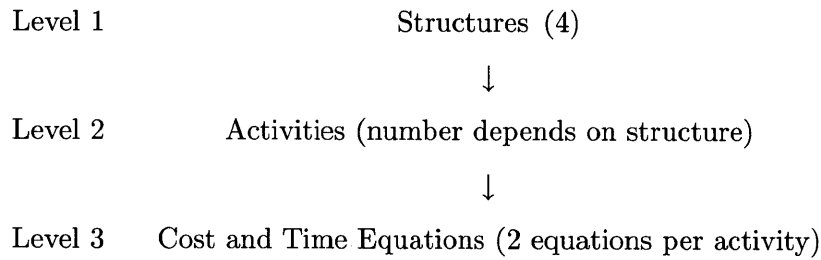 Level 1 Structures (4)
↓
Level 2 Activities (number depends on structure)
↓
Level 3 Cost and Time Equations (2 equations per activity)